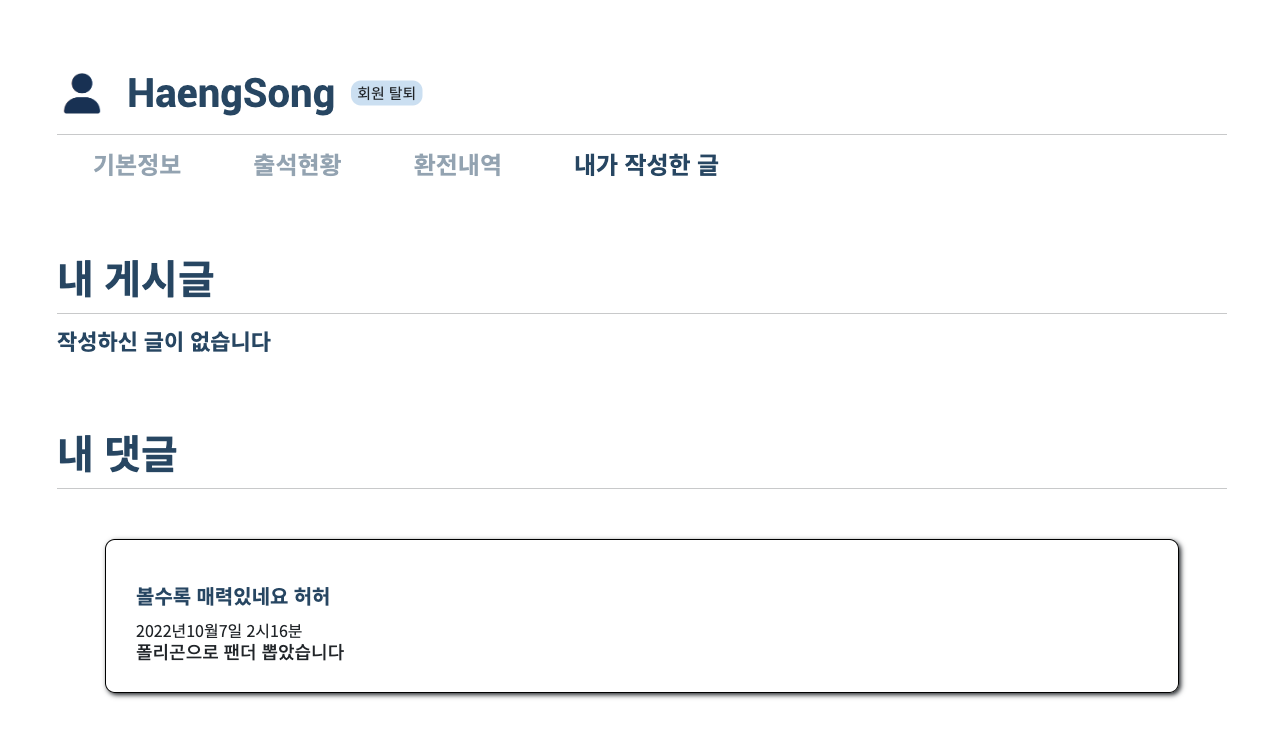 HaengSong 회원 탈퇴
기본정보 출석현황 환전내역 내가 작성한 글
내 게시글
작성하신 글이 없습니다
내 댓글
볼수록 매력있네요 허허
2022년10월7일 2시16분
폴리곤으로 팬더 뽑았습니다